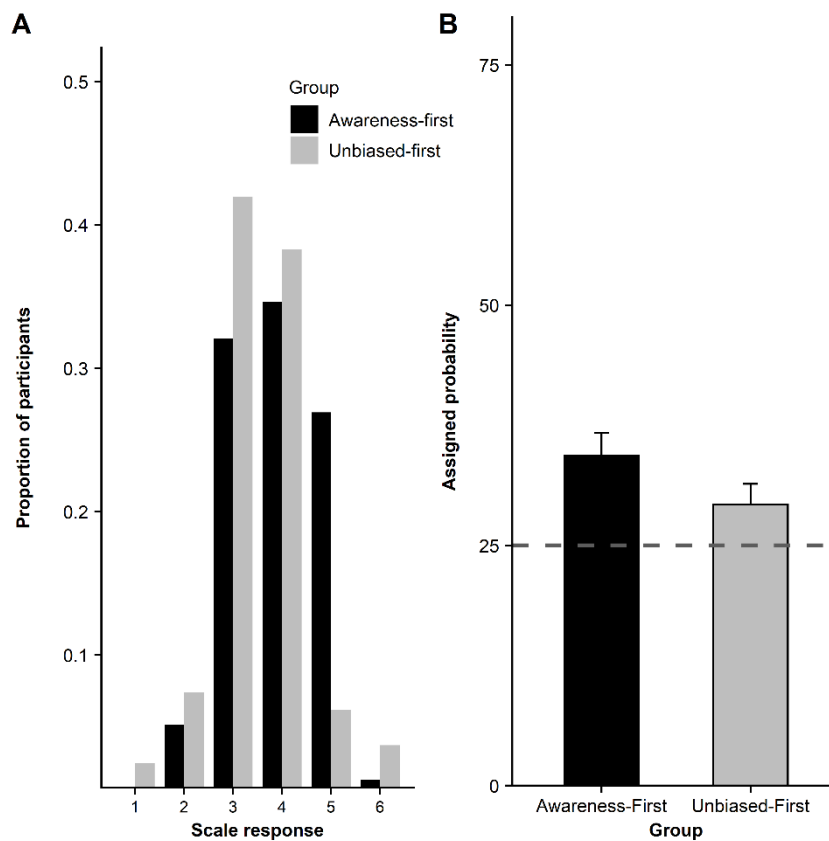 A
Proportion of participants
0.5
0.4
0.3
0.2
0.1
Group
Awareness-first
Unbiased-first
1 2 3 4 5 6
Scale response
B
Assigned probability
75
50
25
0
Awareness-First Unbiased-First
Group